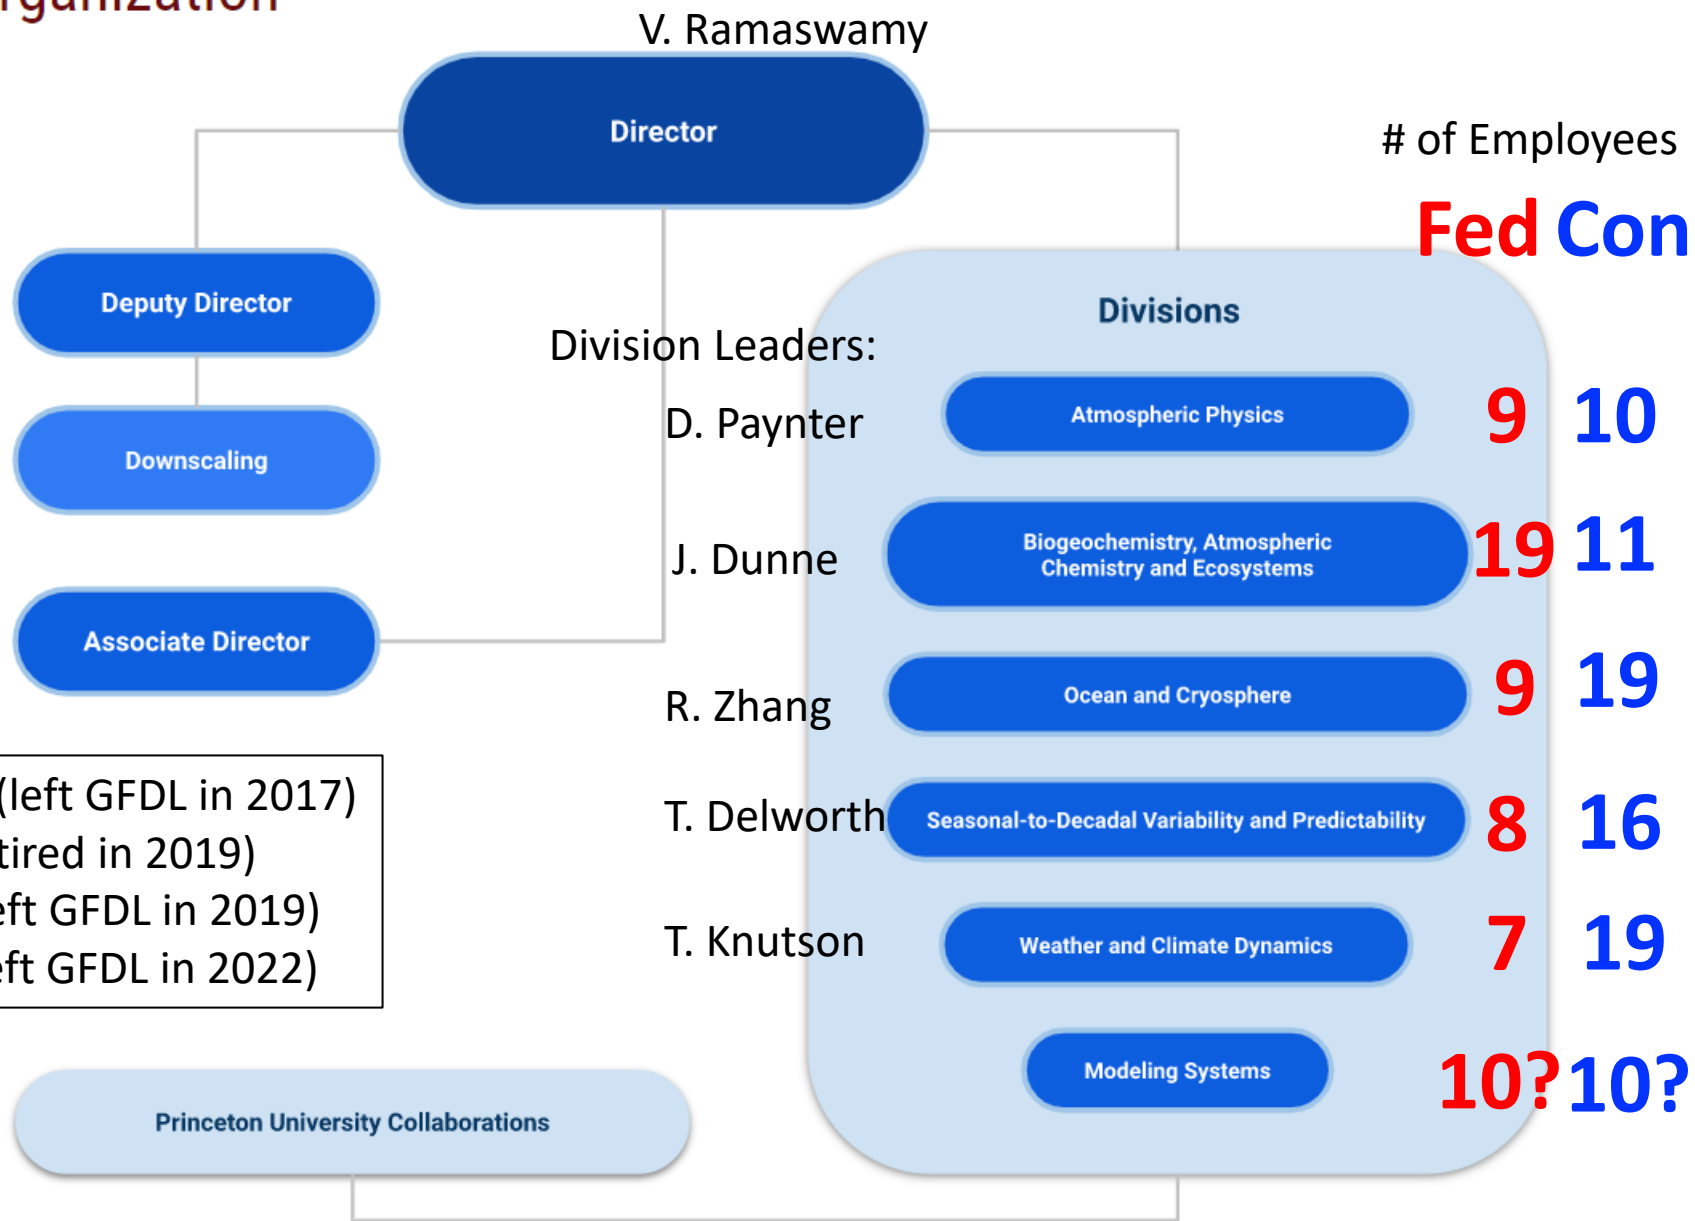 rganization
V. Ramaswamy
Director
# of Employees
Fed Con
Deputy Director
Divisions
Division Leaders:
D. Paynter
Atmospheric Physics
9 10
Downscaling
J. Dunne
Biogeochemistry, Atmospheric
Chemistry and Ecosystems
19 11
Associate Director
R. Zhang
Ocean and Cryosphere
9 19
(left GFDL in 2017)
tired in 2019)
eft GFDL in 2019)
eft GFDL in 2022)
T. Delworth
Seasonal-to-Decadal Variability and Predictability
8 16
T. Knutson
Weather and Climate Dynamics
7 19
Modeling Systems
10? 10?
Princeton University Collaborations